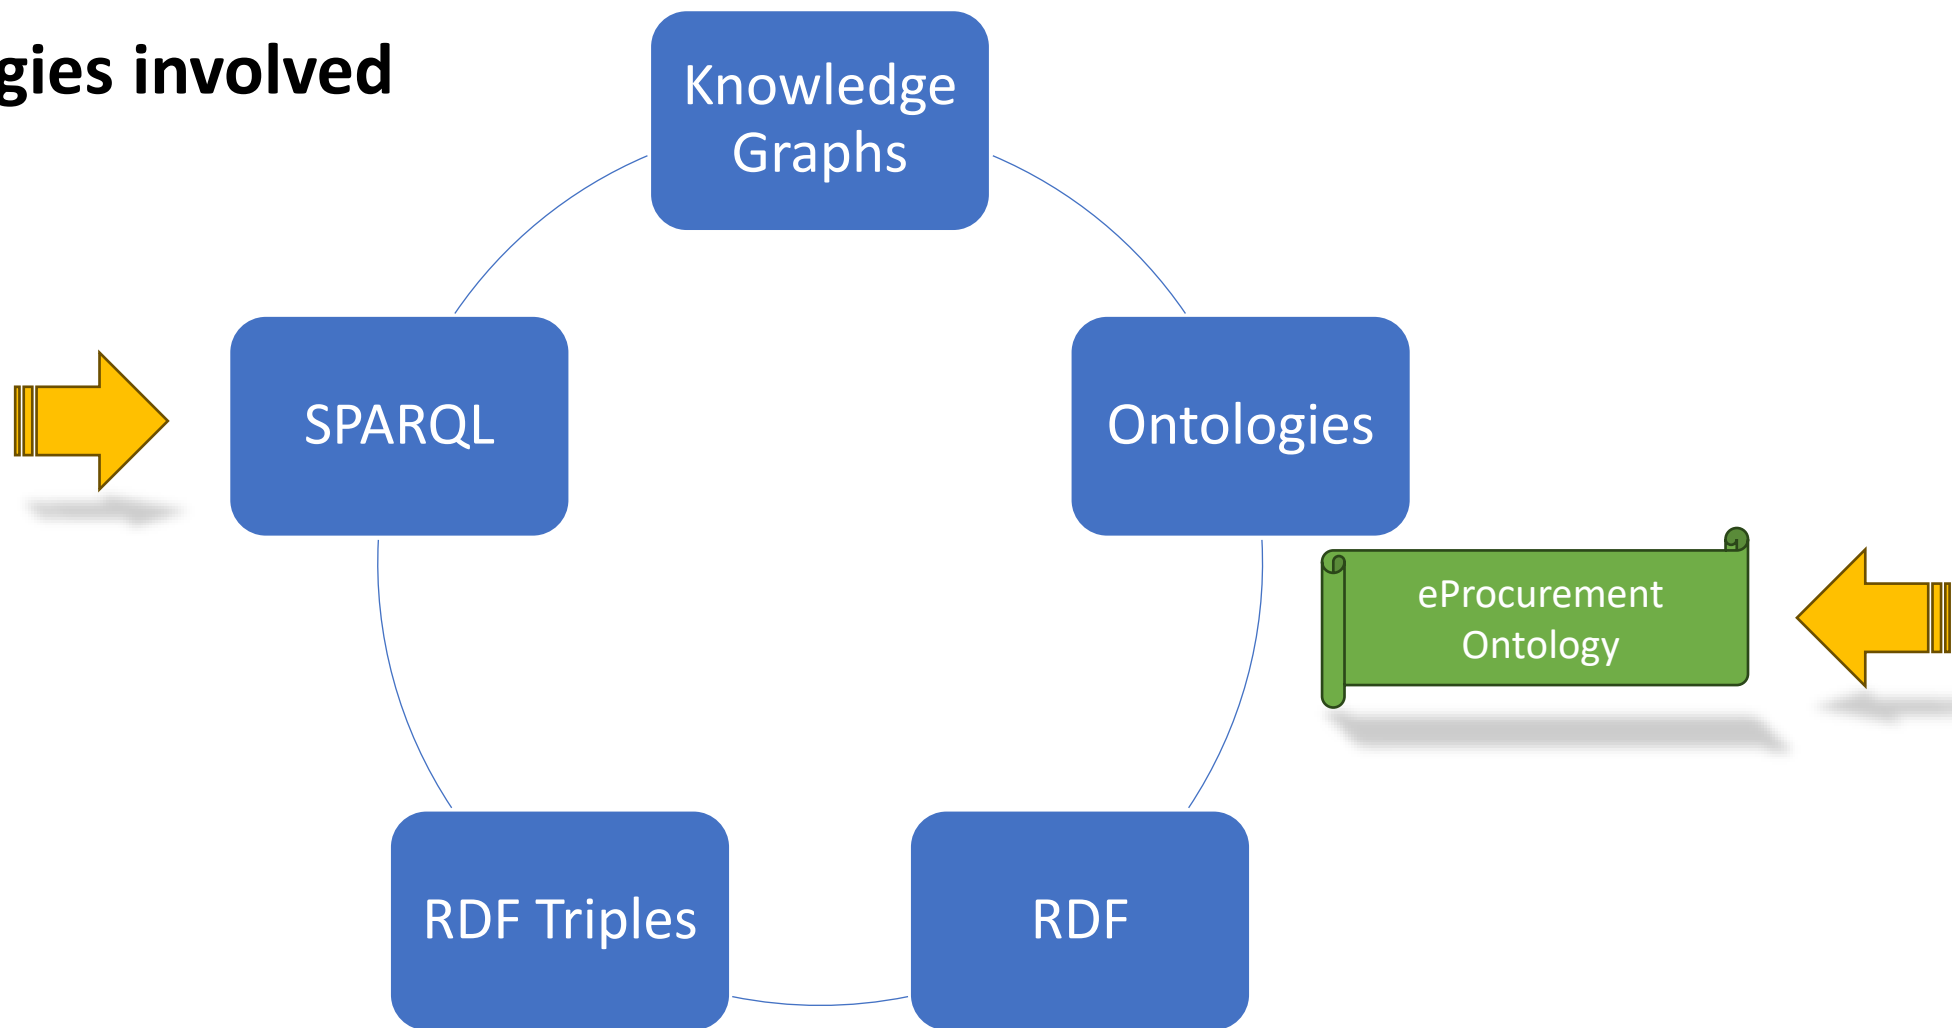 gies involved
Knowledge
Graphs
SPARQL
Ontologies
eProcurement
Ontology
RDF Triples
RDF